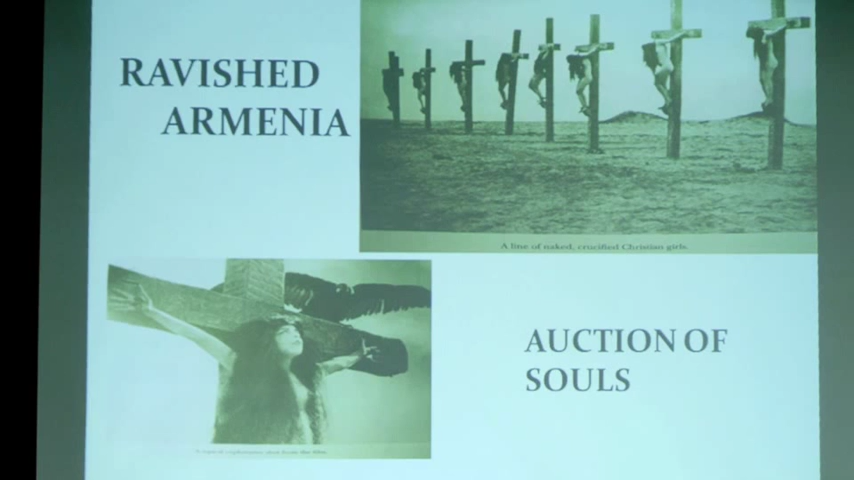 RAVISHED
ARMENIA
A line of naked, crucified Christian girls.
AUCTION OF
SOULS